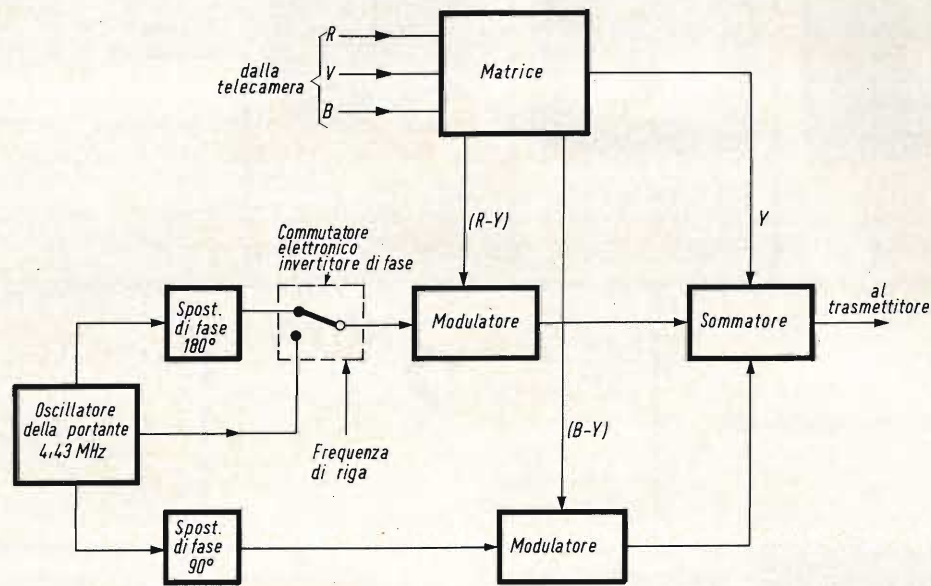 dalla
telecamera
R
V
B
Matrice
(R-Y)
Y
Commutatore
elettronico
invertitore di fase
Spost.
di fase
180°
Modulatore
Sommatore
al
trasmettitore
Oscillatore
della portante
4,43 MHz
Frequenza
di riga
(B-Y)
Spost.
di fase
90°
Modulatore